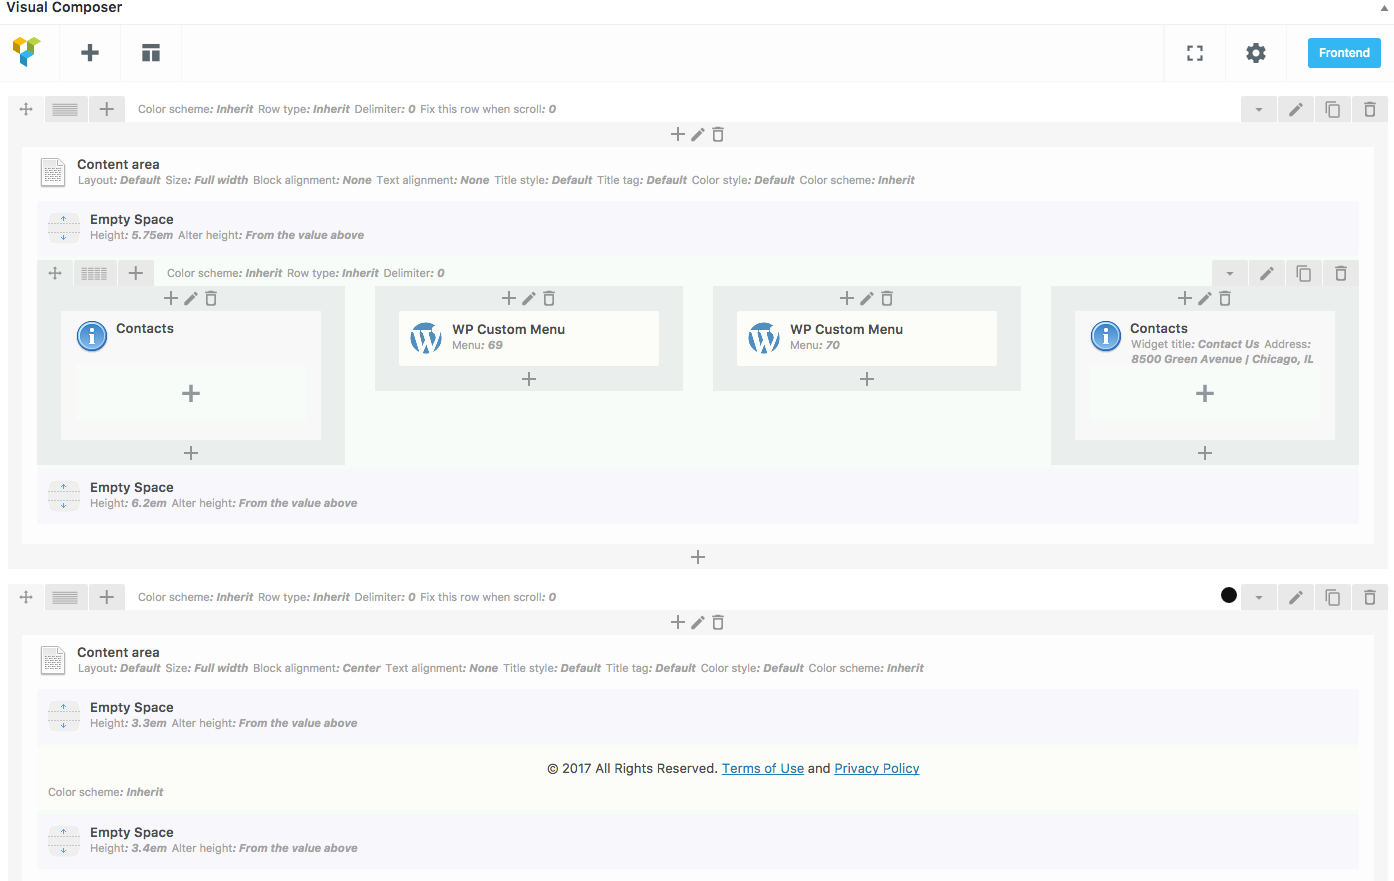 Visual Composer
Frontend
Color scheme: Inherit Row type: Inherit Delimiter: 0 Fix this row when scroll: 0
Content area
Layout: Default Size: Full width Block alignment: None Text alignment: None Title style: Default Title tag: Default Color style: Default Color scheme: Inherit
Empty Space
Height: 5.75em Alter height: From the value above
Color scheme: Inherit Row type: Inherit Delimiter: 0
Contacts
WP Custom Menu
Menu: 69
WP Custom Menu
Menu: 70
Contacts
Widget title: Contact Us Address:
8500 Green Avenue | Chicago, IL
Empty Space
Height: 6.2em Alter height: From the value above
Color scheme: Inherit Row type: Inherit Delimiter: 0 Fix this row when scroll: 0
Content area
Layout: Default Size: Full width Block alignment: Center Text alignment: None Title style: Default Title tag: Default Color style: Default Color scheme: Inherit
Empty Space
Height: 3.3em Alter height: From the value above
© 2017 All Rights Reserved. Terms of Use and Privacy Policy
Color scheme: Inherit
Empty Space
Height: 3.4em Alter height: From the value above